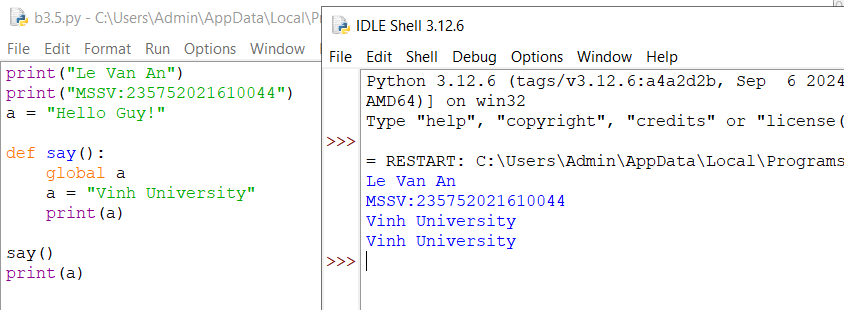 b3.5.py - C:\Users\Admin\AppData\Local\Pr
File Edit Format Run Options Window
print("Le Van An")
print("MSSV:235752021610044")
a = "Hello Guy!"
def say():
    global a
    a = "Vinh University"
    print(a)
say()
print(a)
IDLE Shell 3.12.6
File Edit Shell Debug Options Window Help
Python 3.12.6 (tags/v3.12.6:a4a2d2b, Sep  6 2024
AMD64)] on win32
Type "help", "copyright", "credits" or "license(
>>>
= RESTART: C:\Users\Admin\AppData\Local\Programs
Le Van An
MSSV:235752021610044
Vinh University
Vinh University
>>>